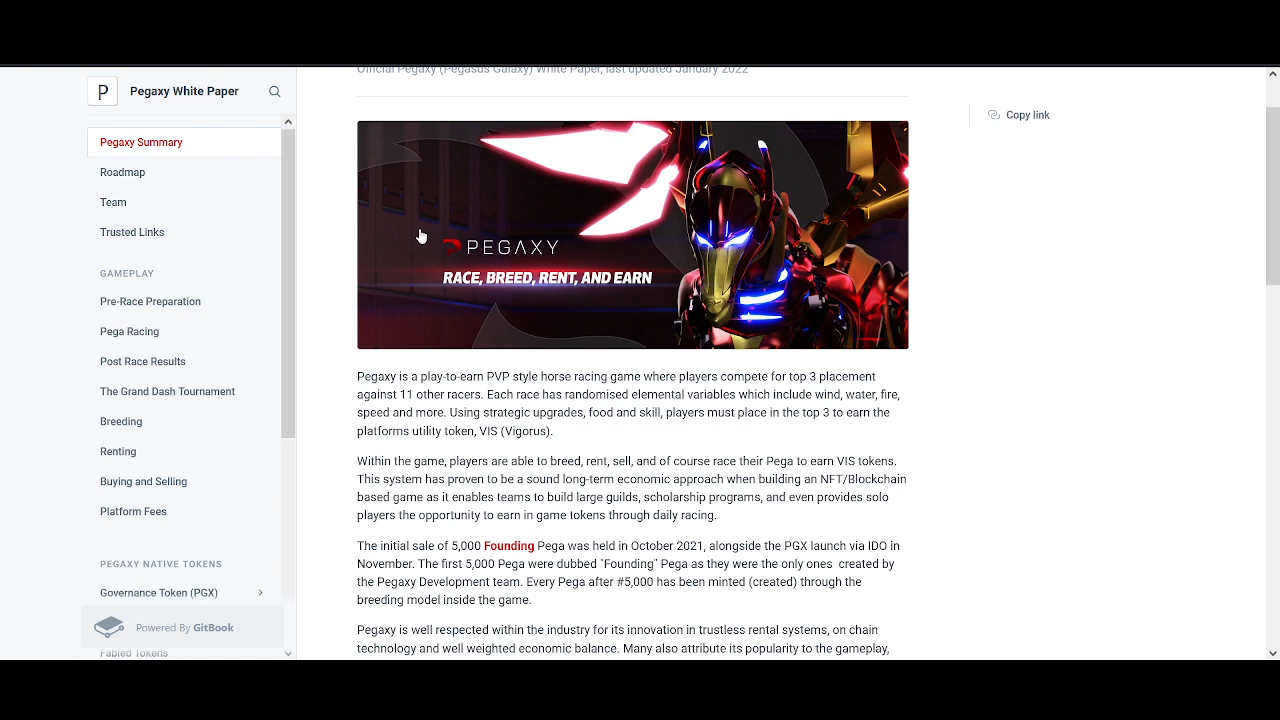 P Pegaxy White Paper
Pegaxy Summary
Roadmap
Team
Trusted Links
GAMEPLAY
Pre-Race Preparation
Pega Racing
Post Race Results
The Grand Dash Tournament
Breeding
Renting
Buying and Selling
Platform Fees
PEGAXY NATIVE TOKENS
Governance Token (PGX)
Powered By GitBook
Fabled Tokens
Official Pegaxy (Pegasus Galaxy) White Paper, last updated January 2022
PEGAXY
RACE, BREED, RENT, AND EARN
Pegaxy is a play-to-earn PVP style horse racing game where players compete for top 3 placement
against 11 other racers. Each race has randomised elemental variables which include wind, water, fire,
speed and more. Using strategic upgrades, food and skill, players must place in the top 3 to earn the
platforms utility token, VIS (Vigorus).
Within the game, players are able to breed, rent, sell, and of course race their Pega to earn VIS tokens.
This system has proven to be a sound long-term economic approach when building an NFT/Blockchain
based game as it enables teams to build large guilds, scholarship programs, and even provides solo
players the opportunity to earn in game tokens through daily racing.
The initial sale of 5,000 Founding Pega was held in October 2021, alongside the PGX launch via IDO in
November. The first 5,000 Pega were dubbed "Founding" Pega as they were the only ones created by
the Pegaxy Development team. Every Pega after #5,000 has been minted (created) through the
breeding model inside the game.
Pegaxy is well respected within the industry for its innovation in trustless rental systems, on chain
technology and well weighted economic balance. Many also attribute its popularity to the gameplay,
Copy link